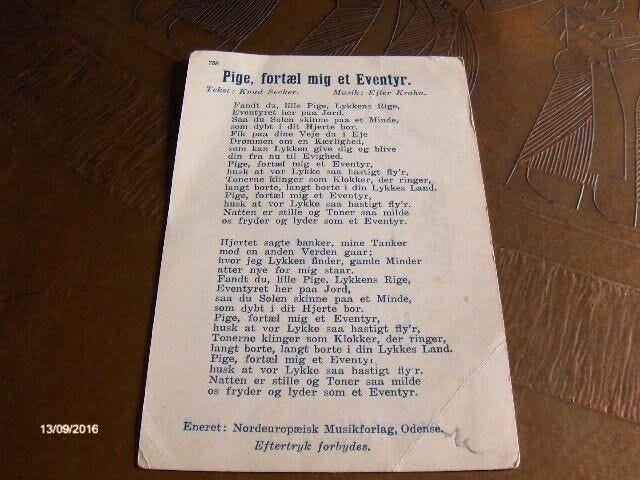 786
Pige, fortæl mig et Eventyr.
Tekst: Knud Secher. Musik: Ejler Krahn.
Fandt du, lille Pige, Lykkens Rige,
Eventyret her paa Jord.
Saa du Solen skinne paa et Minde,
som dybt i dit Hjerte bor.
Fik paa dine Veje du i Eje
Drømmen om en Kærlighed,
som kan Lykken give dig og blive
din fra nu til Evighed.
Pige, fortæl mig et Eventyr,
husk at vor Lykke saa hastigt fly'r.
Tonerne klinger som Klokker, der ringer,
langt borte, langt borte i din Lykkes Land.
Pige, fortæl mig et Eventyr,
husk at vor Lykke saa hastigt fly'r.
Natten er stille og Toner saa milde
os fryder og lyder som et Eventyr.
Hjertet sagte banker, mine Tanker
mod en anden Verden gaar;
hvor jeg Lykken finder, gamle Minder
atter nye for mig staar.
Fandt du, lille Pige, Lykkens Rige,
Eventyret her paa Jord,
saa du Solen skinne paa et Minde,
som dybt i dit Hjerte bor.
Pige, fortæl mig et Eventyr,
husk at vor Lykke saa hastigt fly'r.
Tonerne klinger som Klokker, der ringer,
langt borte, langt borte i din Lykkes Land.
Pige, fortæl mig et Eventyr
husk at vor Lykke saa hastigt fly'r.
Natten er stille og Toner saa milde
os fryder og lyder som et Eventyr.
Eneret: Nordeuropæisk Musikforlag, Odense.
Eftertryk forbydes.
13/09/2016